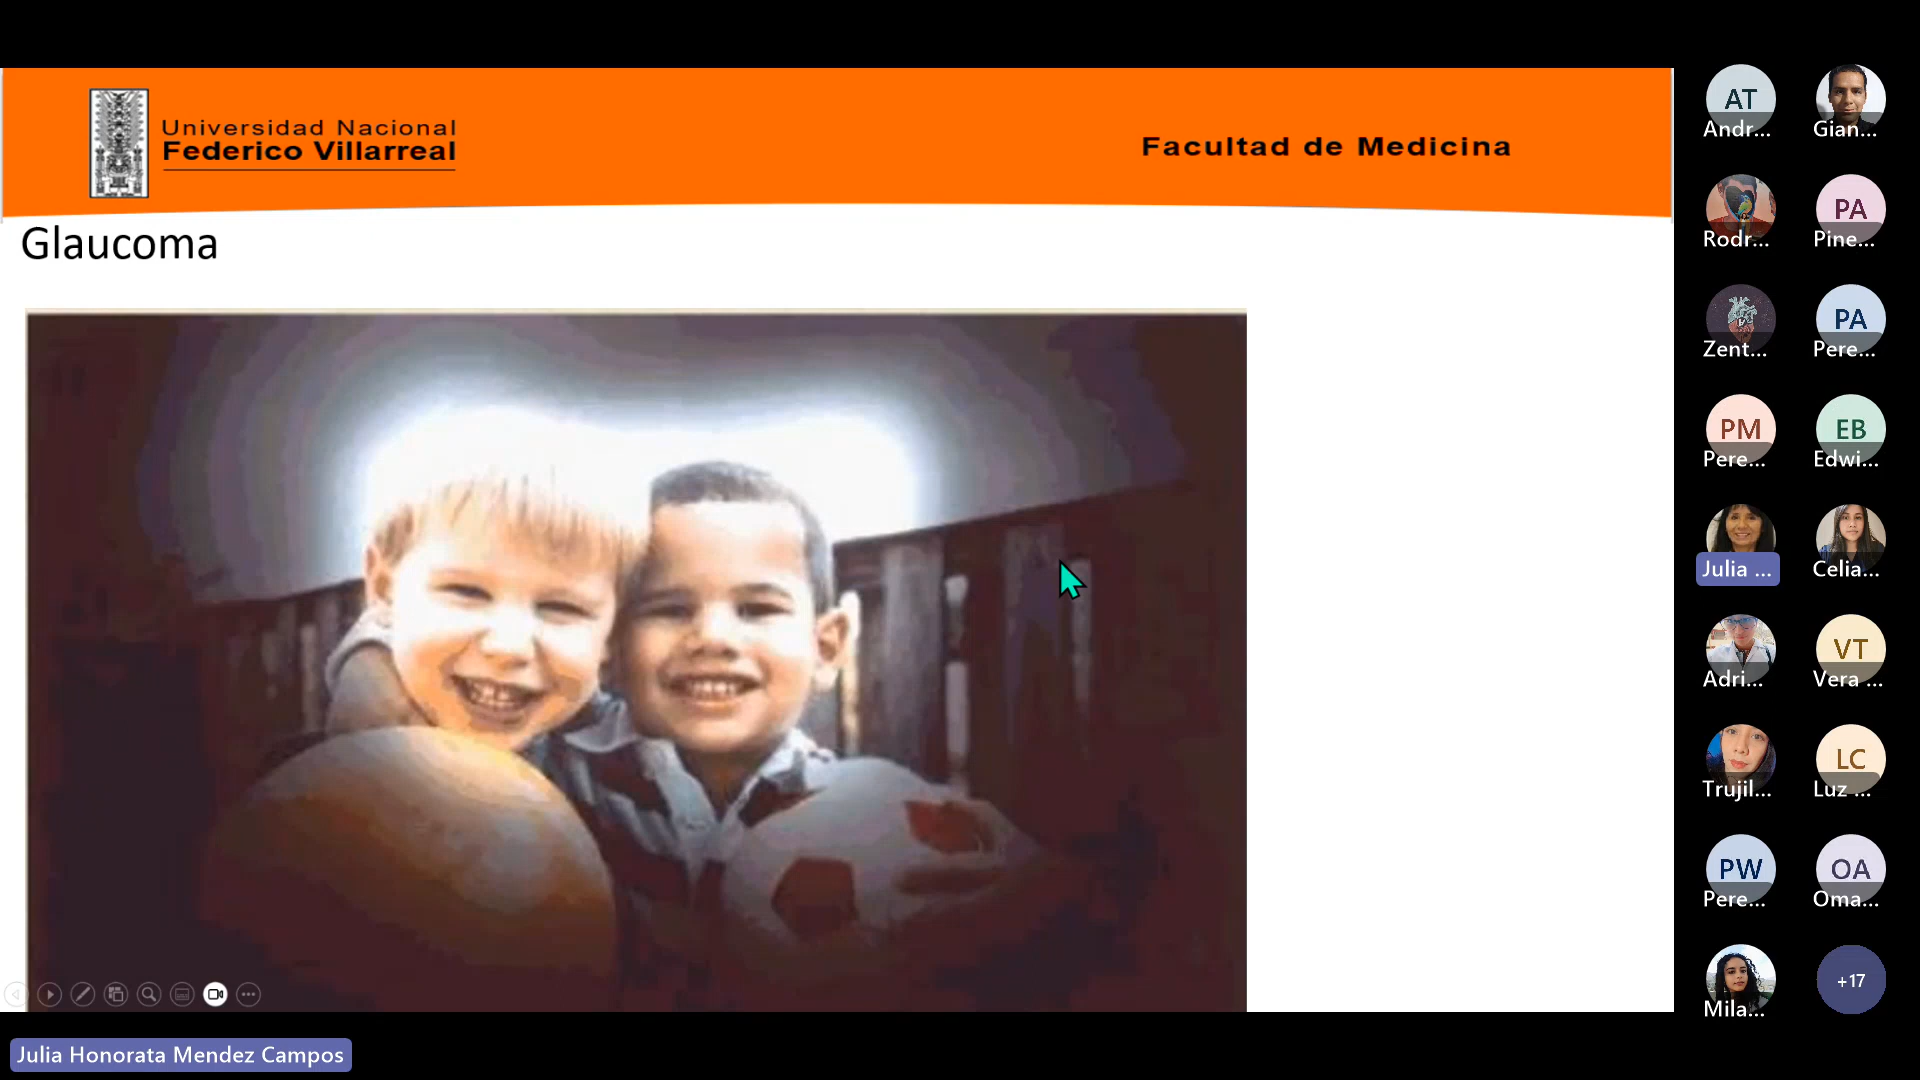 Universidad Nacional
Federico Villarreal
Facultad de Medicina
Glaucoma
AT
Andr...
Gian...
Rodr...
PA
Pine...
Zent...
PA
Pere...
PM
Pere...
EB
Edwi...
Julia ...
Celia...
Adri...
VT
Vera ...
Trujil...
LC
Luz ...
PW
Pere...
OA
Oma...
Mila...
+17
Julia Honorata Mendez Campos